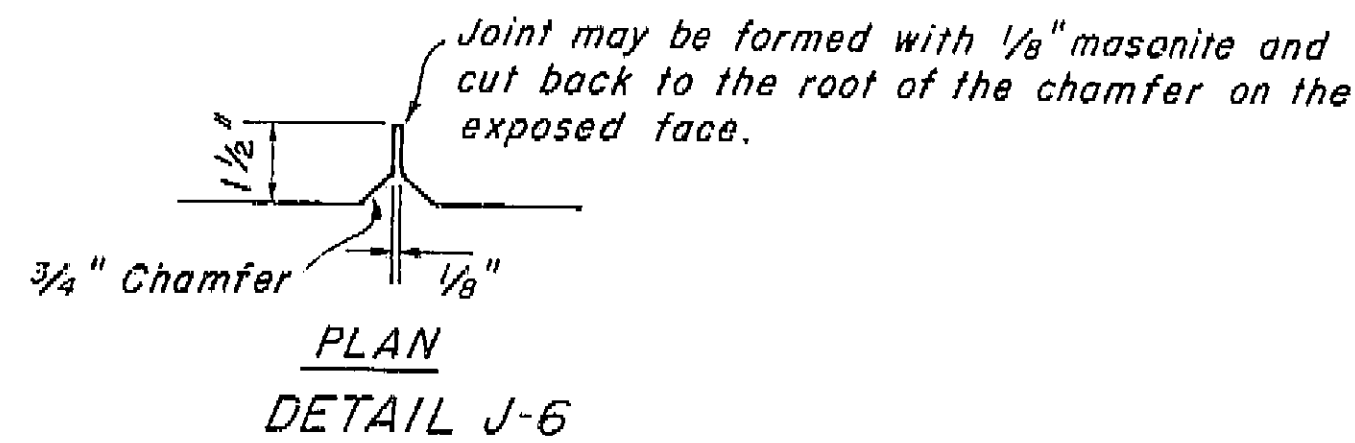 Joint may be formed with 1/8" masonite and
cut back to the root of the chamfer on the
exposed face.
1 1/2"
3/4" Chamfer
1/8"
PLAN
DETAIL J-6